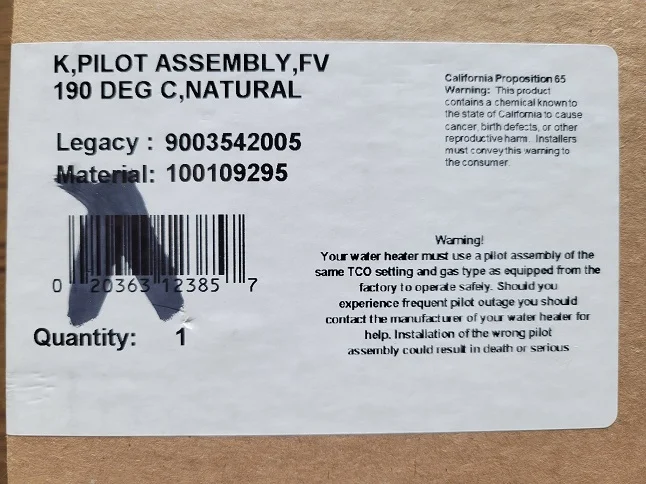 K,PILOT ASSEMBLY,FV
190 DEG C,NATURAL
Legacy : 9003542005
Material: 100109295
0 20363 12385 7
Quantity: 1
California Proposition 65
Warning: This product
contains a chemical known to
the state of California to cause
cancer, birth defects, or other
reproductive harm. Installers
must convey this warning to
the consumer.
Warning!
Your water heater must use a pilot assembly of the
same TCO setting and gas type as equipped from the
factory to operate safely. Should you
experience frequent pilot outage you should
contact the manufacturer of your water heater for
help. Installation of the wrong pilot
assembly could result in death or serious